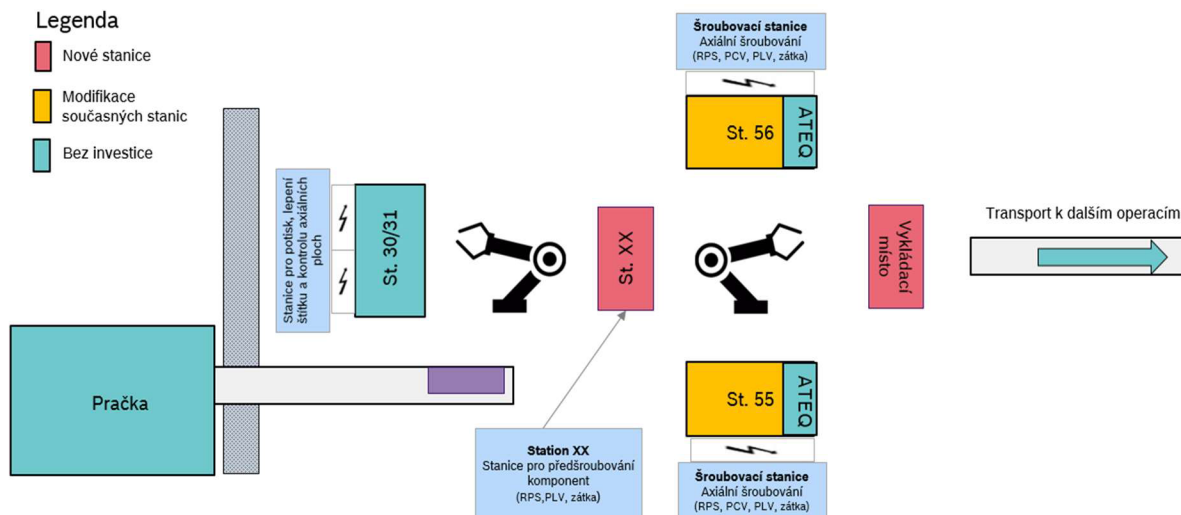 Legenda
Nové stanice
Modifikace
současných stanic
Bez investice
Stanice pro potisk, lepení
štítku a kontrolu axiálních
ploch
St. 30/31
Pračka
St. XX
Station XX
Stanice pro předšroubování
komponent
(RPS,PLV, zátka)
Šroubovací stanice
Axiální šroubování
(RPS, PCV, PLV, zátka)
St. 56
ATEQ
St. 55
ATEQ
Šroubovací stanice
Axiální šroubování
(RPS, PCV, PLV, zátka)
Vykládací
místo
Transport k dalším operacím